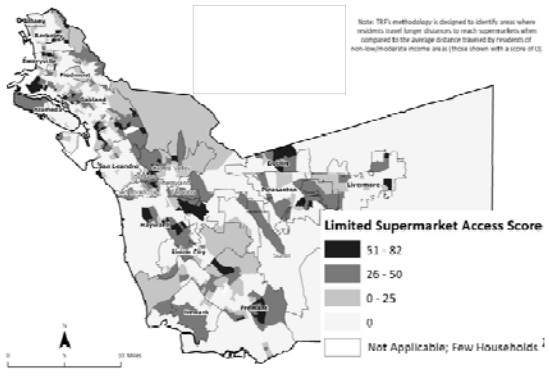 Note: TRF's methodology is designed to identify areas where
residents travel longer distances to reach supermarkets when
compared to the average distance traveled by residents of
non-low/moderate income areas (those shown with a score of 0).
Albany
Berkeley
Emeryville
Piedmont
Oakland
Alameda
San Leandro
Dublin
Pleasanton
Livermore
Hayward
Union City
Newark
Fremont
Limited Supermarket Access Score
51 - 82
26 - 50
0 - 25
0
Not Applicable; Few Households
N
0 5 10 Miles